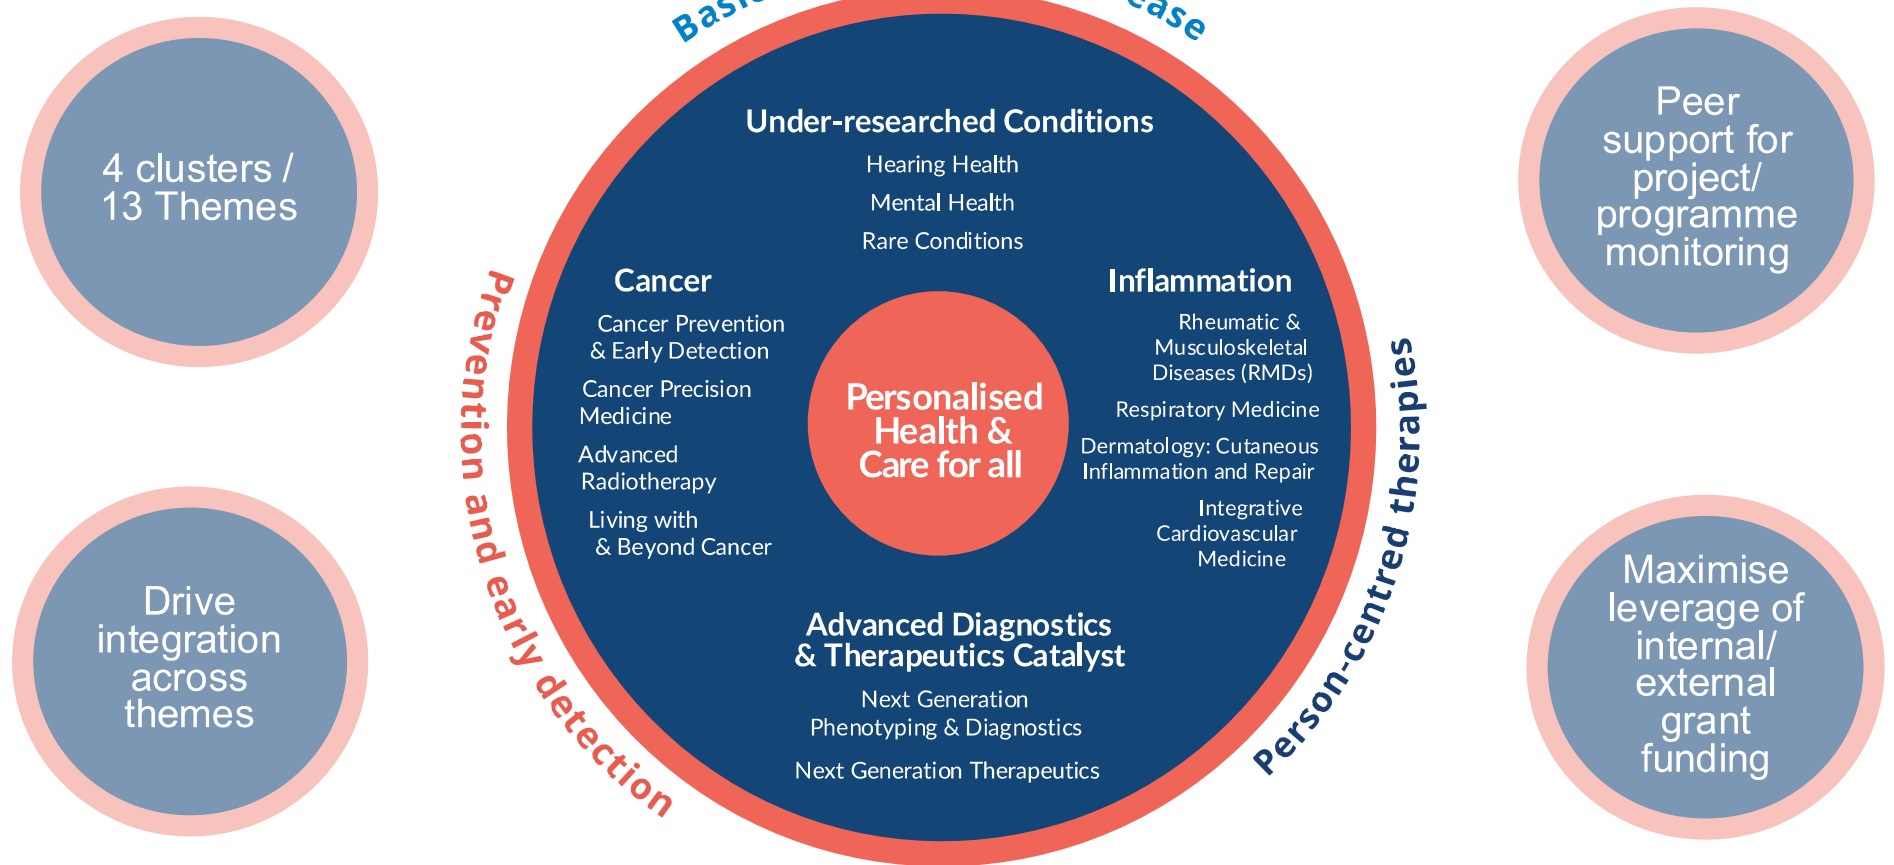 Prevention and early detection
Person-centred therapies
4 clusters /
13 Themes
Drive
integration
across
themes
Under-researched Conditions
Hearing Health
Mental Health
Rare Conditions
Cancer
Cancer Prevention
& Early Detection
Cancer Precision
Medicine
Advanced
Radiotherapy
Living with
& Beyond Cancer
Personalised
Health &
Care for all
Inflammation
Rheumatic &
Musculoskeletal
Diseases (RMDs)
Respiratory Medicine
Dermatology: Cutaneous
Inflammation and Repair
Integrative
Cardiovascular
Medicine
Advanced Diagnostics
& Therapeutics Catalyst
Next Generation
Phenotyping & Diagnostics
Next Generation Therapeutics
Peer
support for
project/
programme
monitoring
Maximise
leverage of
internal/
external
grant
funding